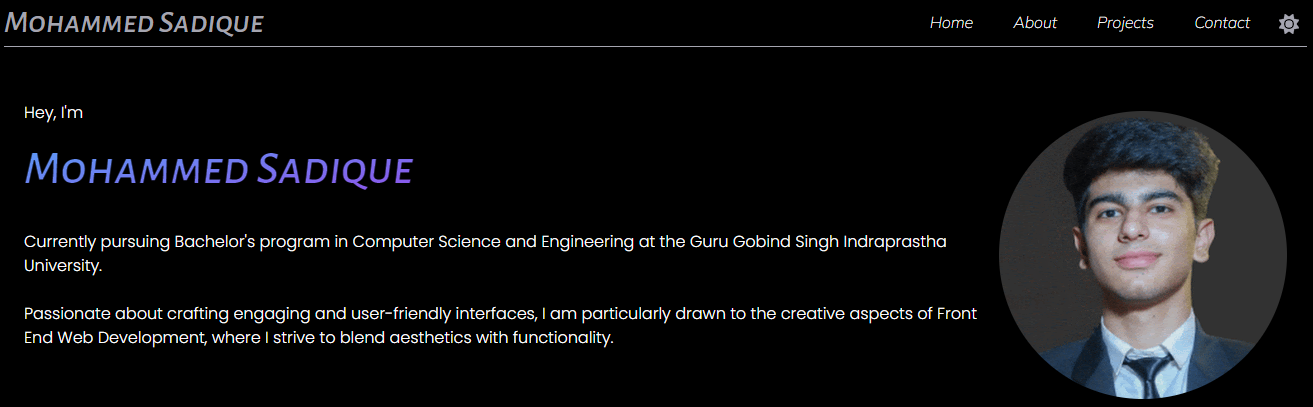 Mohammed Sadique
Home About Projects Contact
Hey, I'm
Mohammed Sadique
Currently pursuing Bachelor's program in Computer Science and Engineering at the Guru Gobind Singh Indraprastha
University.
Passionate about crafting engaging and user-friendly interfaces, I am particularly drawn to the creative aspects of Front
End Web Development, where I strive to blend aesthetics with functionality.